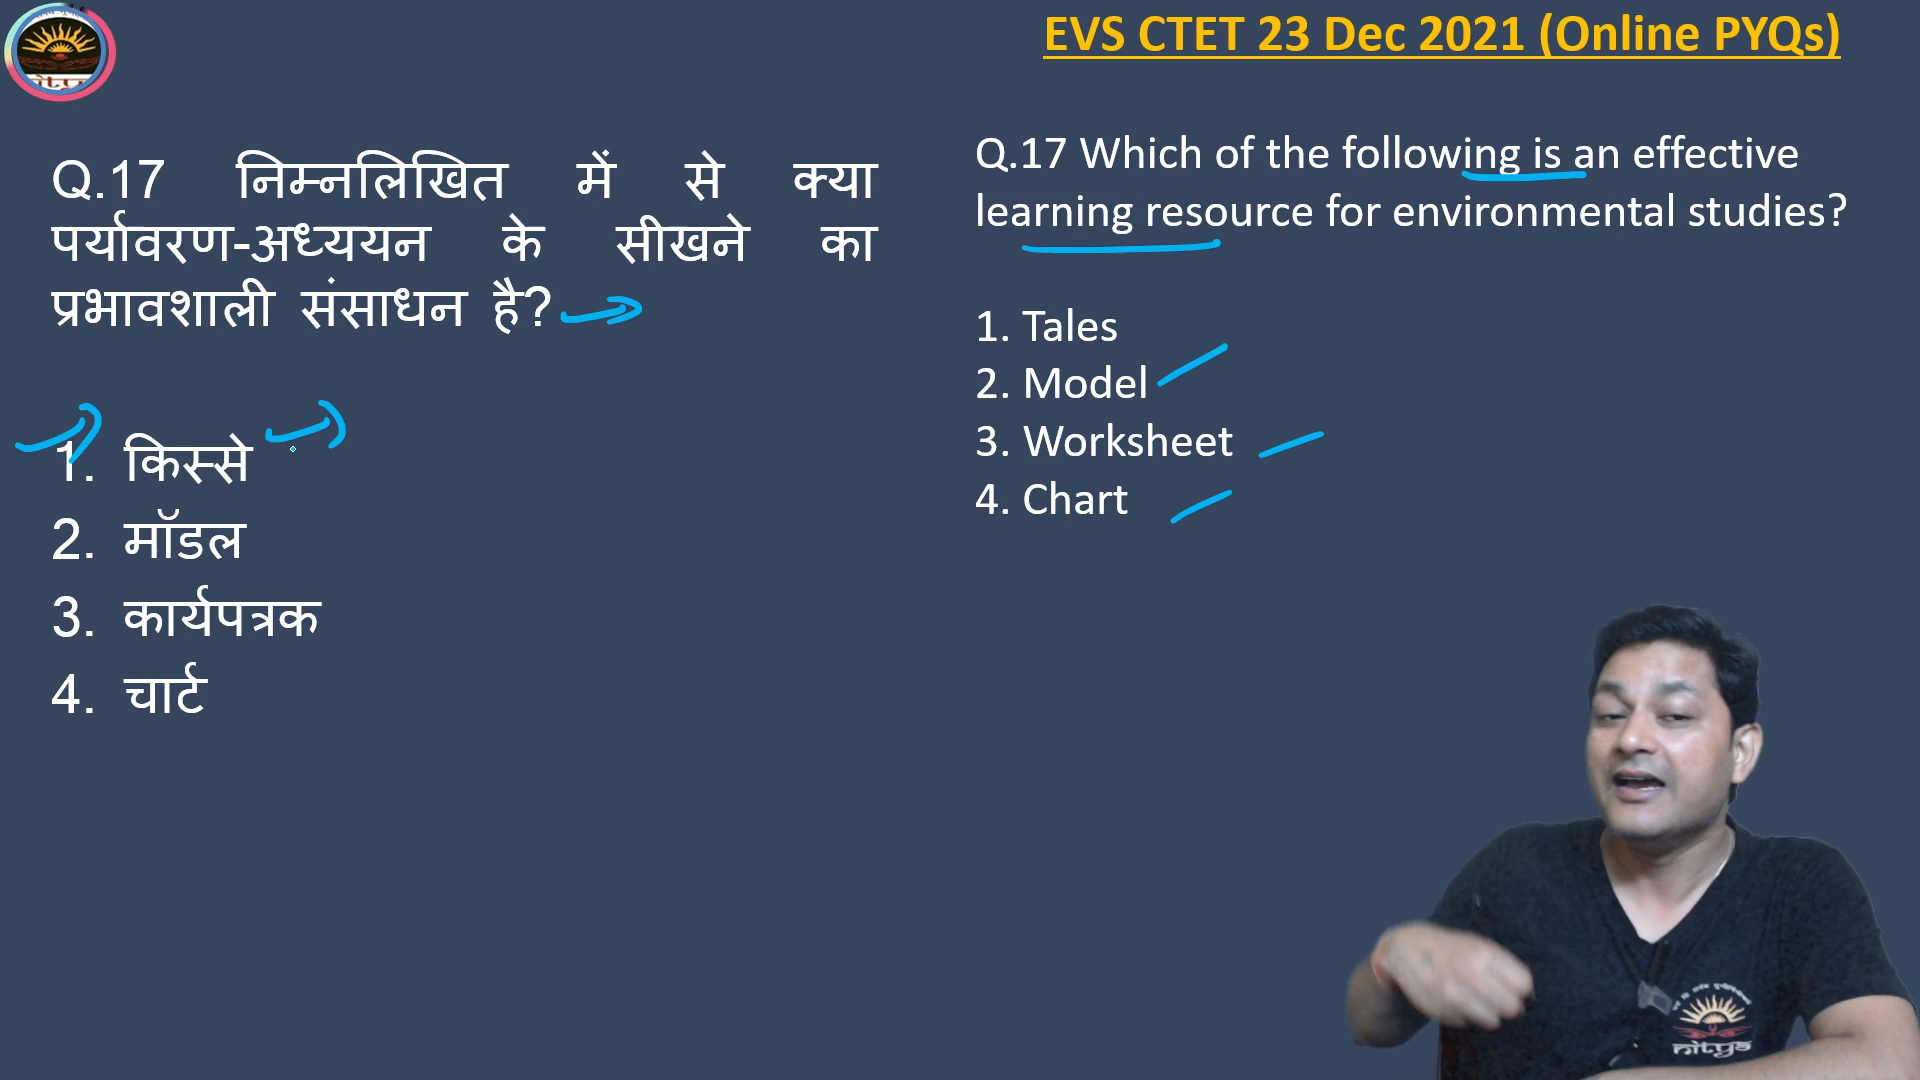 EVS CTET 23 Dec 2021 (Online PYQs)
Q.17 निम्नलिखित में से क्या
पर्यावरण-अध्ययन के सीखने का
प्रभावशाली संसाधन है?
1. किस्से
2. मॉडल
3. कार्यपत्रक
4. चार्ट
Q.17 Which of the following is an effective
learning resource for environmental studies?
1. Tales
2. Model
3. Worksheet
4. Chart
nitya